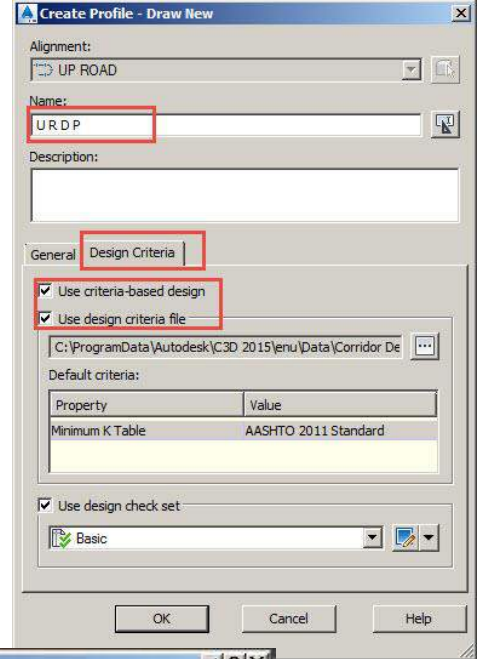 Create Profile - Draw New
Alignment:
UP ROAD
Name:
URDP
Description:
General Design Criteria
Use criteria-based design
Use design criteria file
C:\ProgramData\Autodesk\C3D 2015\enu\Data\Corridor De ...
Default criteria:
Property Value
Minimum K Table AASHTO 2011 Standard
Use design check set
Basic
OK Cancel Help